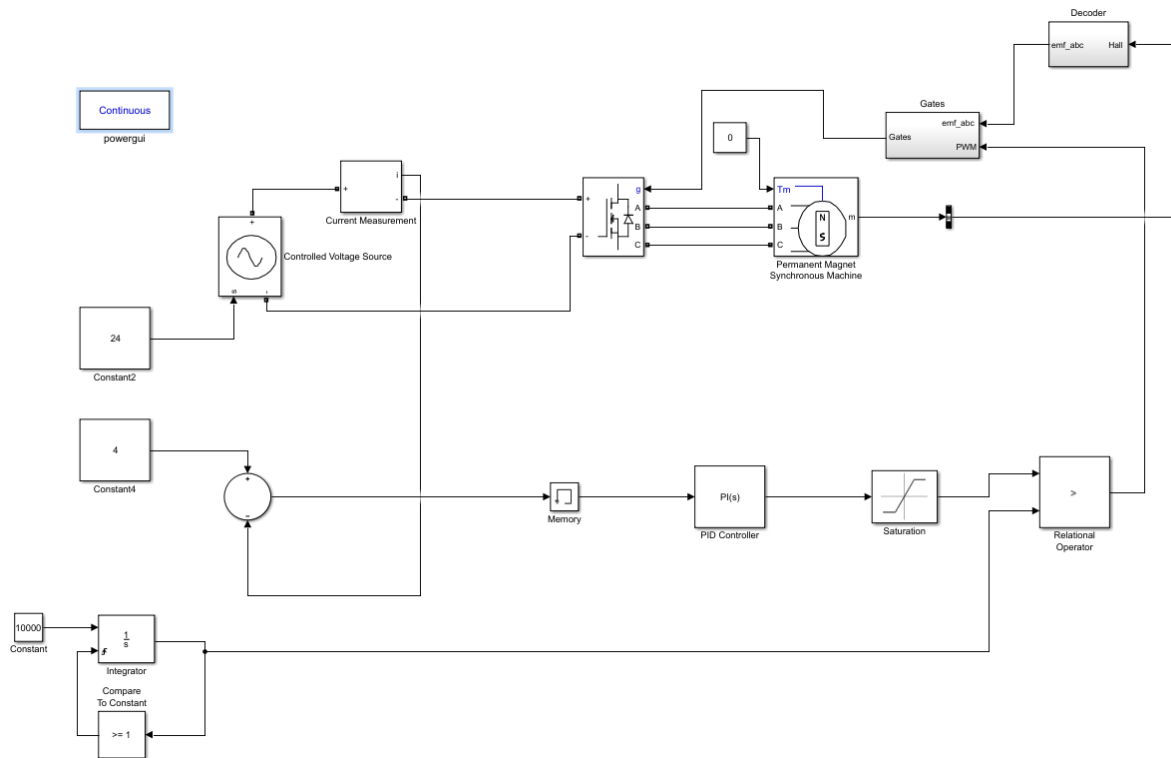 Decoder
emf_abc
Hall
Continuous
powergui
Gates
emf_abc
Gates
PWM
0
i
+
-
Current Measurement
+
-
g
A
B
C
Tm
A
B
C
N
S
m
Permanent Magnet
Synchronous Machine
+
Controlled Voltage Source
s
-
24
Constant2
4
Constant4
+
−
Memory
PI(s)
PID Controller
Saturation
>
Relational
Operator
10000
Constant
1
s
Integrator
Compare
To Constant
>= 1